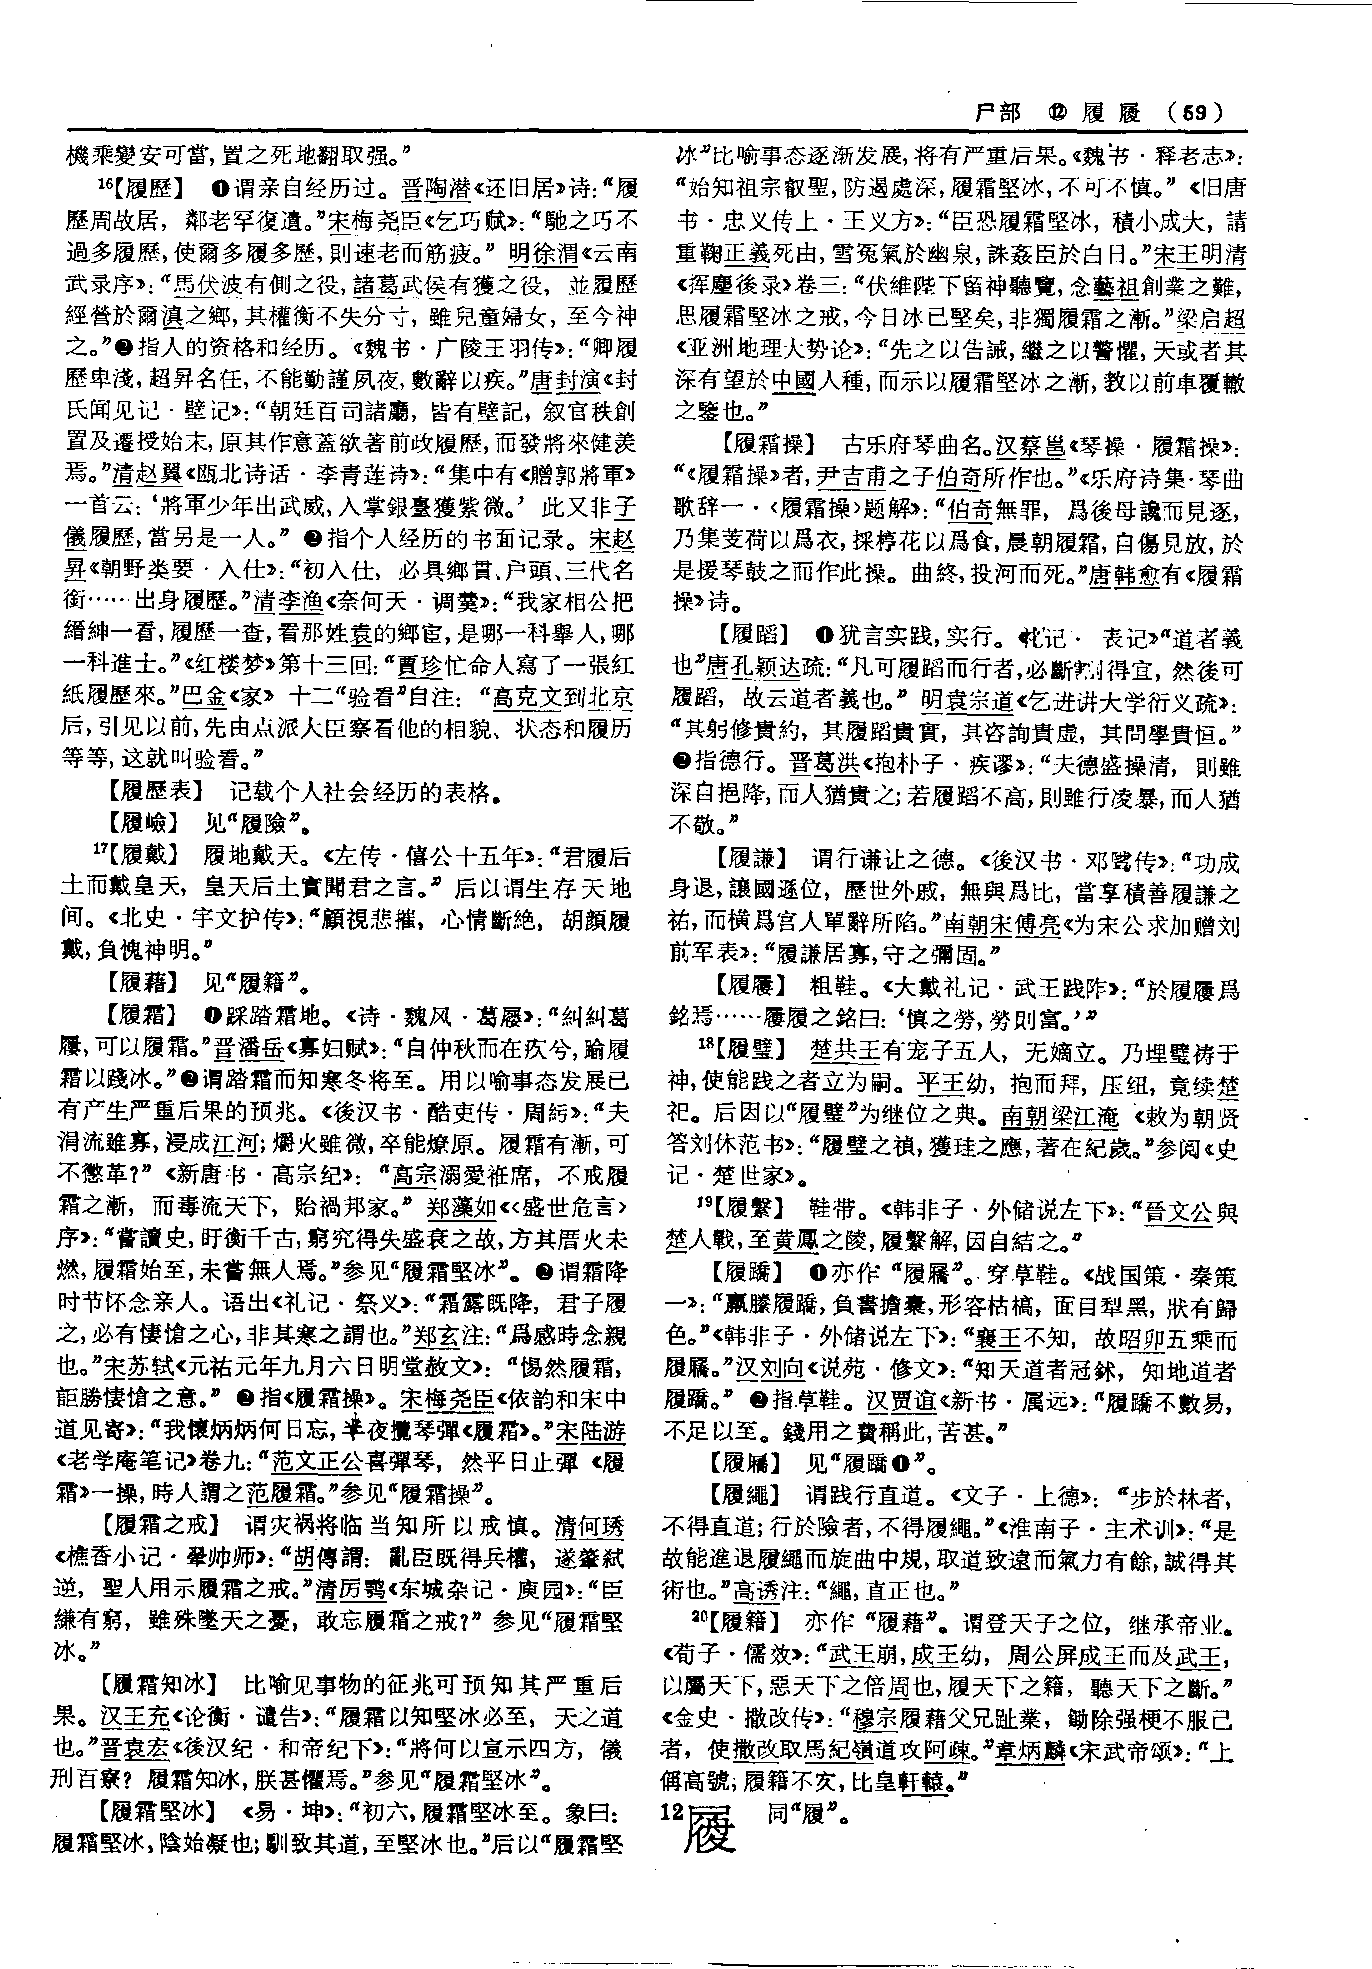 尸部 ⑫ 履 履 （59）
機乘變安可當，置之死地翻取强。”
¹⁶【履歷】 ❶谓亲自经历过。晋陶潜《还旧居》诗：“履
歷周故居，鄰老罕復遺。”宋梅尧臣《乞巧赋》：“馳之巧不
過多履歷，使爾多履多歷，則速老而筋疲。” 明徐渭《云南
武录序》：“馬伏波有側之役，諸葛武侯有獲之役，並履歷
經營於爾滇之鄉，其權衡不失分寸，雖兒童婦女，至今神
之。”❷指人的资格和经历。《魏书·广陵王羽传》：“卿履
歷卑淺，超昇名任，不能勤謹夙夜，數辭以疾。”唐封演《封
氏闻见记·壁记》：“朝廷百司諸廳，皆有壁記，叙官秩創
置及遷授始末，原其作意蓋欲著前政履歷，而發將來健羡
焉。”清赵翼《瓯北诗话·李青莲诗》：“集中有《贈郭將軍》
一首云：‘將軍少年出武威，入掌銀臺護紫微。’ 此又非子
儀履歷，當另是一人。” ❸指个人经历的书面记录。宋赵
昇《朝野类要·入仕》：“初入仕，必具鄉貫、户頭、三代名
銜……出身履歷。”清李渔《奈何天·调羹》：“我家相公把
縉紳一看，履歷一查，看那姓袁的鄉宦，是哪一科舉人，哪
一科進士。”《红楼梦》第十三回：“賈珍忙命人寫了一張紅
紙履歷來。”巴金《家》 十二“验看”自注：“高克文到北京
后，引见以前，先由点派大臣察看他的相貌、状态和履历
等等，这就叫验看。”
【履歷表】 记载个人社会经历的表格。
【履嶮】 见“履險”。
¹⁷【履戴】 履地戴天。《左传·僖公十五年》：“君履后
土而戴皇天，皇天后土實聞君之言。” 后以谓生存天地
间。《北史·宇文护传》：“顧視悲摧，心情斷絶，胡顔履
戴，負愧神明。”
【履藉】 见“履籍”。
【履霜】 ❶踩踏霜地。《诗·魏风·葛屦》：“糾糾葛
屨，可以履霜。”晋潘岳《寡妇赋》：“自仲秋而在疚兮，踰履
霜以踐冰。”❷谓踏霜而知寒冬将至。用以喻事态发展已
有产生严重后果的预兆。《後汉书·酷吏传·周䊸》：“夫
涓流雖寡，浸成江河；爝火雖微，卒能燎原。履霜有漸，可
不懲革？” 《新唐书·高宗纪》：“高宗溺愛袵席，不戒履
霜之漸，而毒流天下，貽禍邦家。” 郑藻如《〈盛世危言〉
序》：“嘗讀史，盱衡千古，窮究得失盛衰之故，方其厝火未
燃，履霜始至，未嘗無人焉。”参见“履霜堅冰”。❸谓霜降
时节怀念亲人。语出《礼记·祭义》：“霜露既降，君子履
之，必有悽愴之心，非其寒之謂也。”郑玄注：“爲感時念親
也。”宋苏轼《元祐元年九月六日明堂赦文》：“惕然履霜，
詎勝悽愴之意。” ❹指《履霜操》。宋梅尧臣《依韵和宋中
道见寄》：“我懷炳炳何日忘，半夜攬琴彈《履霜》。”宋陆游
《老学庵笔记》卷九：“范文正公喜彈琴，然平日止彈《履
霜》一操，時人謂之范履霜。”参见“履霜操”。
【履霜之戒】 谓灾祸将临当知所以戒慎。清何琇
《樵香小记·翚帅师》：“胡傳謂：亂臣既得兵權，遂肇弑
逆，聖人用示履霜之戒。”清厉鹗《东城杂记·庾园》：“臣
縑有窮，雖殊墜天之憂，敢忘履霜之戒？” 参见“履霜堅
冰。”
【履霜知冰】 比喻见事物的征兆可预知其严重后
果。汉王充《论衡·谴告》：“履霜以知堅冰必至，天之道
也。”晋袁宏《後汉纪·和帝纪下》：“將何以宣示四方，儀
刑百寮？履霜知冰，朕甚懼焉。”参见“履霜堅冰”。
【履霜堅冰】 《易·坤》：“初六，履霜堅冰至。象曰：
履霜堅冰，陰始凝也；馴致其道，至堅冰也。”后以“履霜堅
冰”比喻事态逐渐发展，将有严重后果。《魏书·释老志》：
“始知祖宗叡聖，防遏處深，履霜堅冰，不可不慎。” 《旧唐
书·忠义传上·王义方》：“臣恐履霜堅冰，積小成大，請
重鞠正義死由，雪冤氣於幽泉，誅姦臣於白日。”宋王明清
《挥麈後录》卷三：“伏維陛下留神聽覽，念藝祖創業之難，
思履霜堅冰之戒，今日冰已堅矣，非獨履霜之漸。”梁启超
《亚洲地理大势论》：“先之以告誡，繼之以警懼，天或者其
深有望於中國人種，而示以履霜堅冰之漸，教以前車覆轍
之鑒也。”
【履霜操】 古乐府琴曲名。汉蔡邕《琴操·履霜操》：
“《履霜操》者，尹吉甫之子伯奇所作也。”《乐府诗集·琴曲
歌辞一·〈履霜操〉题解》：“伯奇無罪，爲後母讒而見逐，
乃集芰荷以爲衣，採楟花以爲食，晨朝履霜，自傷見放，於
是援琴鼓之而作此操。曲終，投河而死。”唐韩愈有《履霜
操》诗。
【履蹈】 ❶犹言实践，实行。《礼记· 表记》“道者義
也”唐孔颖达疏：“凡可履蹈而行者，必斷割得宜，然後可
履蹈，故云道者義也。” 明袁宗道《乞进讲大学衍义疏》：
“其躬修貴約，其履蹈貴實，其咨詢貴虚，其問學貴恒。”
❷指德行。晋葛洪《抱朴子·疾谬》：“夫德盛操清，則雖
深自挹降，而人猶貴之；若履蹈不高，則雖行凌暴，而人猶
不敬。”
【履謙】 谓行谦让之德。《後汉书·邓骘传》：“功成
身退，讓國遜位，歷世外戚，無與爲比，當享積善履謙之
祐，而横爲宫人單辭所陷。”南朝宋傅亮《为宋公求加赠刘
前军表》：“履謙居寡，守之彌固。”
【履屨】 粗鞋。《大戴礼记·武王践阼》：“於履屨爲
銘焉……屨履之銘曰：‘慎之勞，勞則富。’”
¹⁸【履璧】 楚共王有宠子五人，无嫡立。乃埋璧祷于
神，使能践之者立为嗣。平王幼，抱而拜，压纽，竟续楚
祀。后因以“履璧”为继位之典。南朝梁江淹《敕为朝贤
答刘休范书》：“履璧之禎，獲珪之應，著在紀歲。”参阅《史
记·楚世家》。
¹⁹【履繫】 鞋带。《韩非子·外储说左下》：“晉文公與
楚人戰，至黄鳳之陵，履繫解，因自結之。”
【履蹻】 ❶亦作“履屩”。穿草鞋。《战国策·秦策
一》：“羸縢履蹻，負書擔橐，形容枯槁，面目犁黑，狀有歸
色。”《韩非子·外储说左下》：“襄王不知，故昭卯五乘而
履屩。”汉刘向《说苑·修文》：“知天道者冠鉥，知地道者
履蹻。” ❷指草鞋。汉贾谊《新书·属远》：“履蹻不數易，
不足以至。錢用之費稱此，苦甚。”
【履屩】 见“履蹻❶”。
【履繩】 谓践行直道。《文子·上德》：“步於林者，
不得直道；行於險者，不得履繩。”《淮南子·主术训》：“是
故能進退履繩而旋曲中規，取道致遠而氣力有餘，誠得其
術也。”高诱注：“繩，直正也。”
²⁰【履籍】 亦作“履藉”。谓登天子之位，继承帝业。
《荀子·儒效》：“武王崩，成王幼，周公屏成王而及武王，
以屬天下，惡天下之倍周也，履天下之籍，聽天下之斷。”
《金史·撒改传》：“穆宗履藉父兄趾業，鋤除强梗不服己
者，使撒改取馬紀嶺道攻阿疎。”章炳麟《宋武帝颂》：“上
偁高號；履籍不灾，比皇軒轅。”
12履 同“履”。